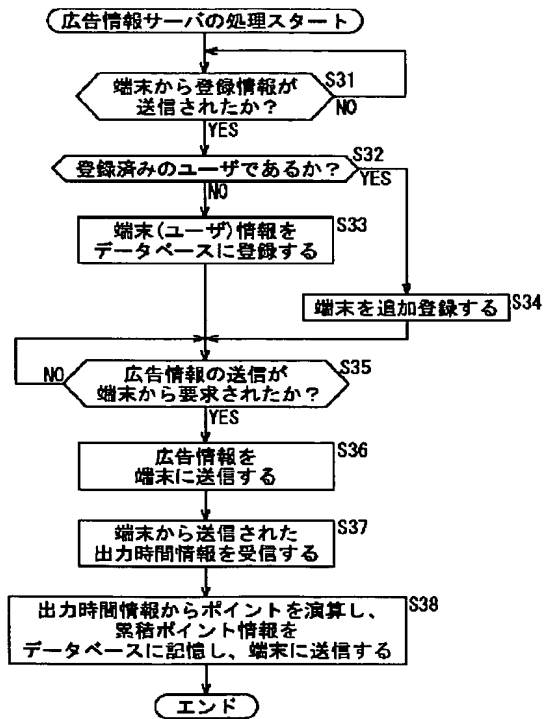 広告情報サーバの処理スタート
端末から登録情報が
送信されたか？
S31
NO
YES
登録済みのユーザであるか？
S32
YES
NO
端末(ユーザ)情報を
データベースに登録する
S33
端末を追加登録する
S34
広告情報の送信が
端末から要求されたか？
S35
NO
YES
広告情報を
端末に送信する
S36
端末から送信された
出力時間情報を受信する
S37
出力時間情報からポイントを演算し、
累積ポイント情報を
データベースに記憶し、端末に送信する
S38
エンド